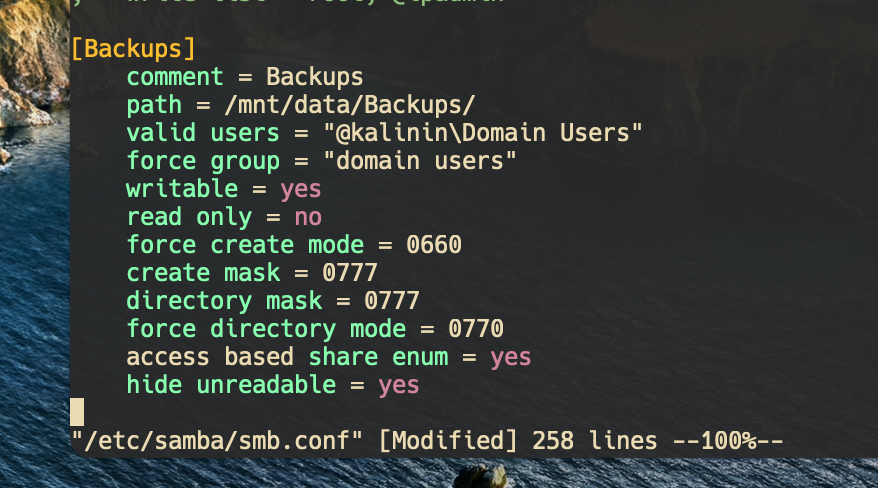 [Backups]
comment = Backups
path = /mnt/data/Backups/
valid users = "@kalinin\Domain Users"
force group = "domain users"
writable = yes
read only = no
force create mode = 0660
create mask = 0777
directory mask = 0777
force directory mode = 0770
access based share enum = yes
hide unreadable = yes
"/etc/samba/smb.conf" [Modified] 258 lines --100%--